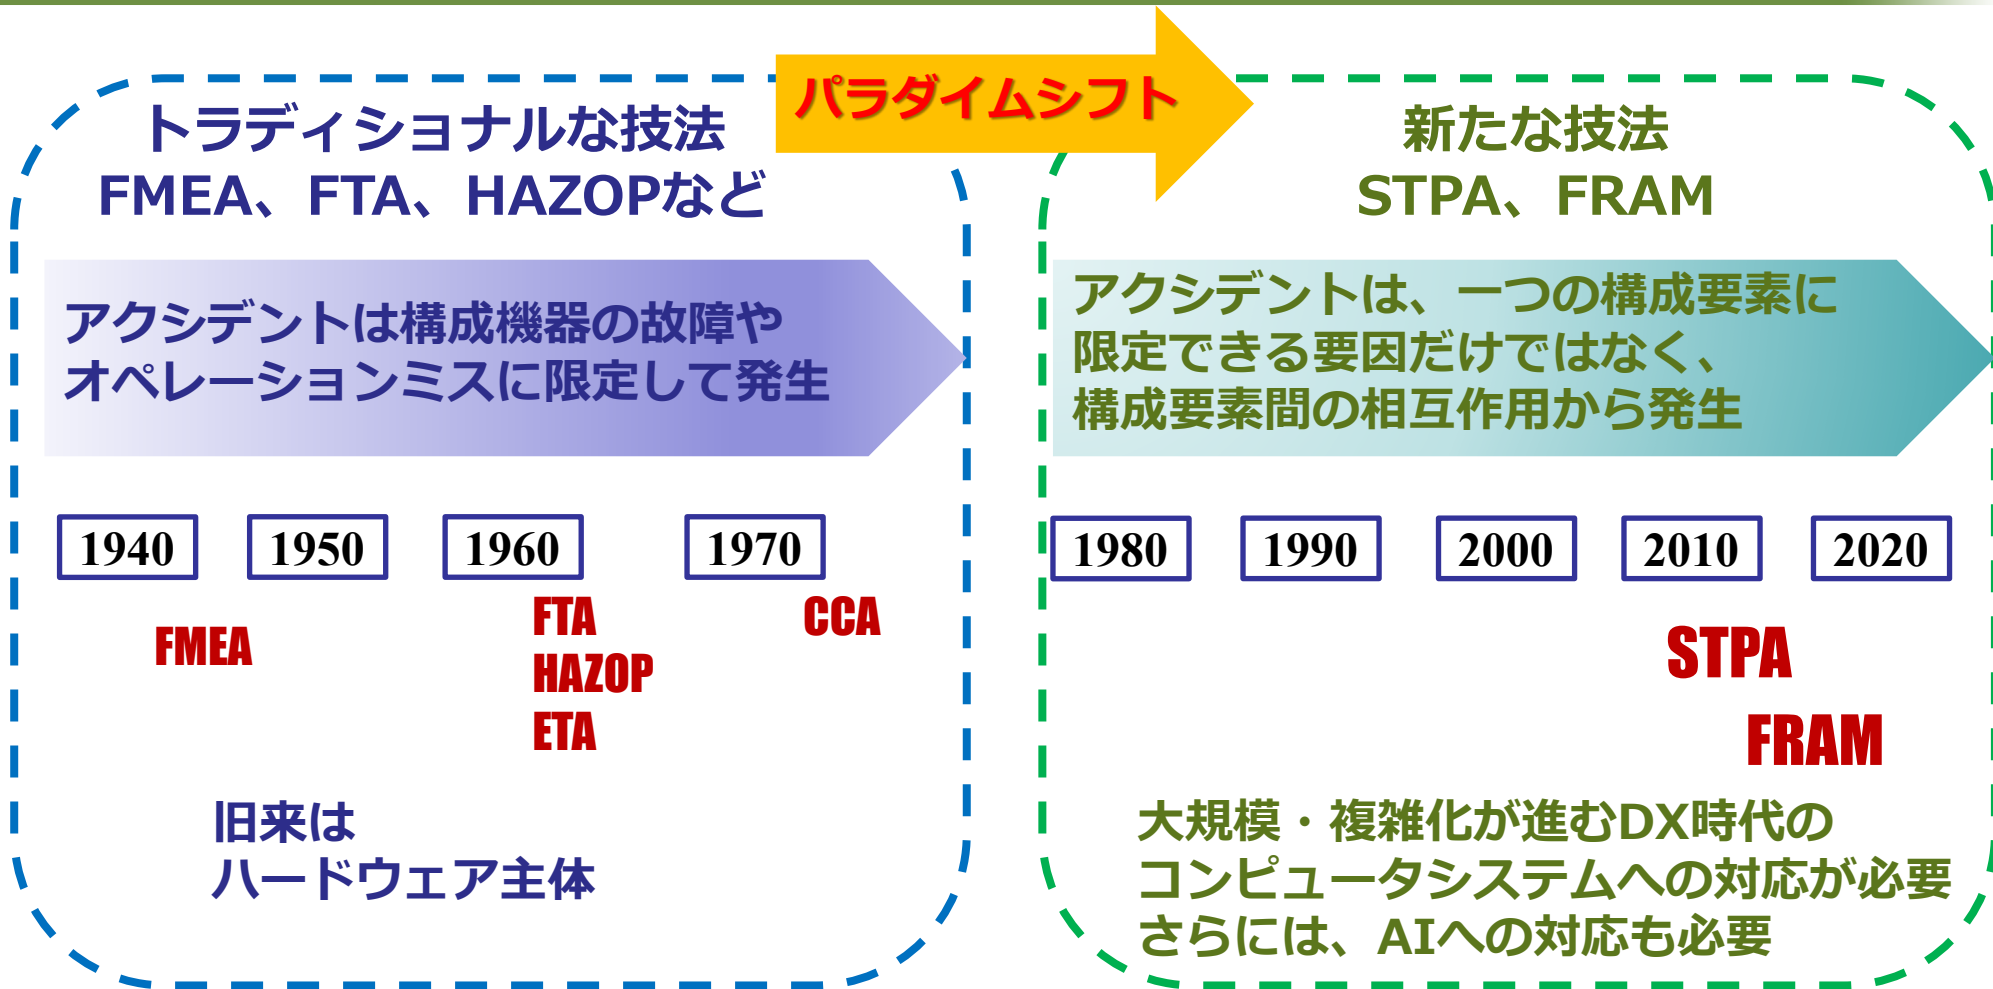 パラダイムシフト
トラディショナルな技法
FMEA、FTA、HAZOPなど
アクシデントは構成機器の故障や
オペレーションミスに限定して発生
1940
1950
1960
1970
FMEA
FTA
HAZOP
ETA
CCA
旧来は
ハードウェア主体
新たな技法
STPA、FRAM
アクシデントは、一つの構成要素に
限定できる要因だけではなく、
構成要素間の相互作用から発生
1980
1990
2000
2010
2020
STPA
FRAM
大規模・複雑化が進むDX時代の
コンピュータシステムへの対応が必要
さらには、AIへの対応も必要